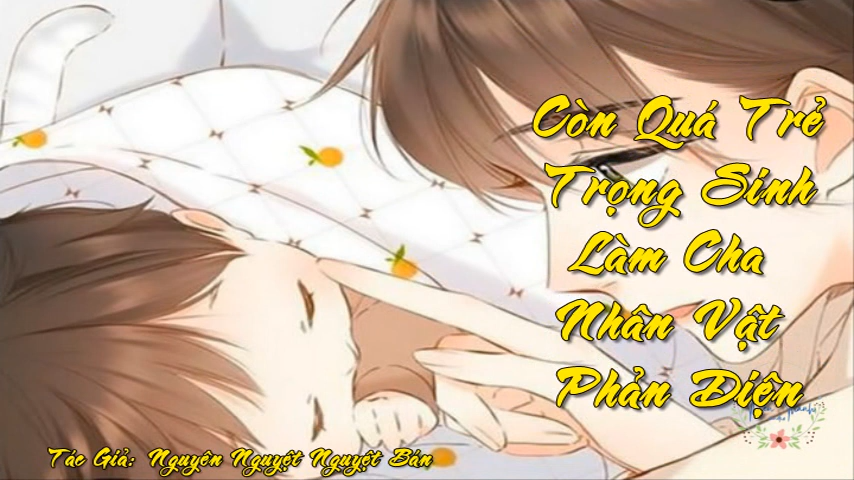 Còn Quá Trẻ
Trọng Sinh
Làm Cha
Nhân Vật
Phản Diện
Tác Giả: Nguyên Nguyệt Nguyệt Bán